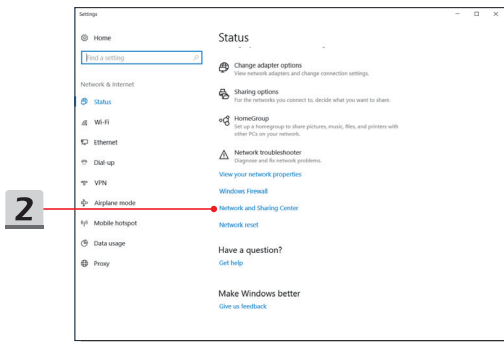 Settings
Home
Find a setting
Network & Internet
Status
Wi-Fi
Ethernet
Dial-up
VPN
Airplane mode
Mobile hotspot
Data usage
Proxy
2
Status
Change adapter options
View network adapters and change connection settings.
Sharing options
For the networks you connect to, decide what you want to share.
HomeGroup
Set up a homegroup to share pictures, music, files, and printers with
other PCs on your network.
Network troubleshooter
Diagnose and fix network problems.
View your network properties
Windows Firewall
Network and Sharing Center
Network reset
Have a question?
Get help
Make Windows better
Give us feedback